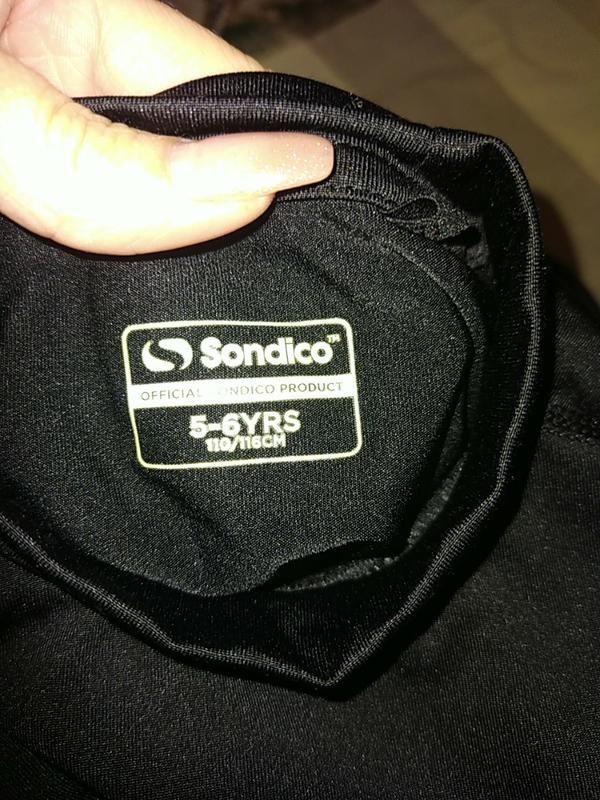 Sondico™
OFFICIAL SONDICO PRODUCT
5-6YRS
110/116CM